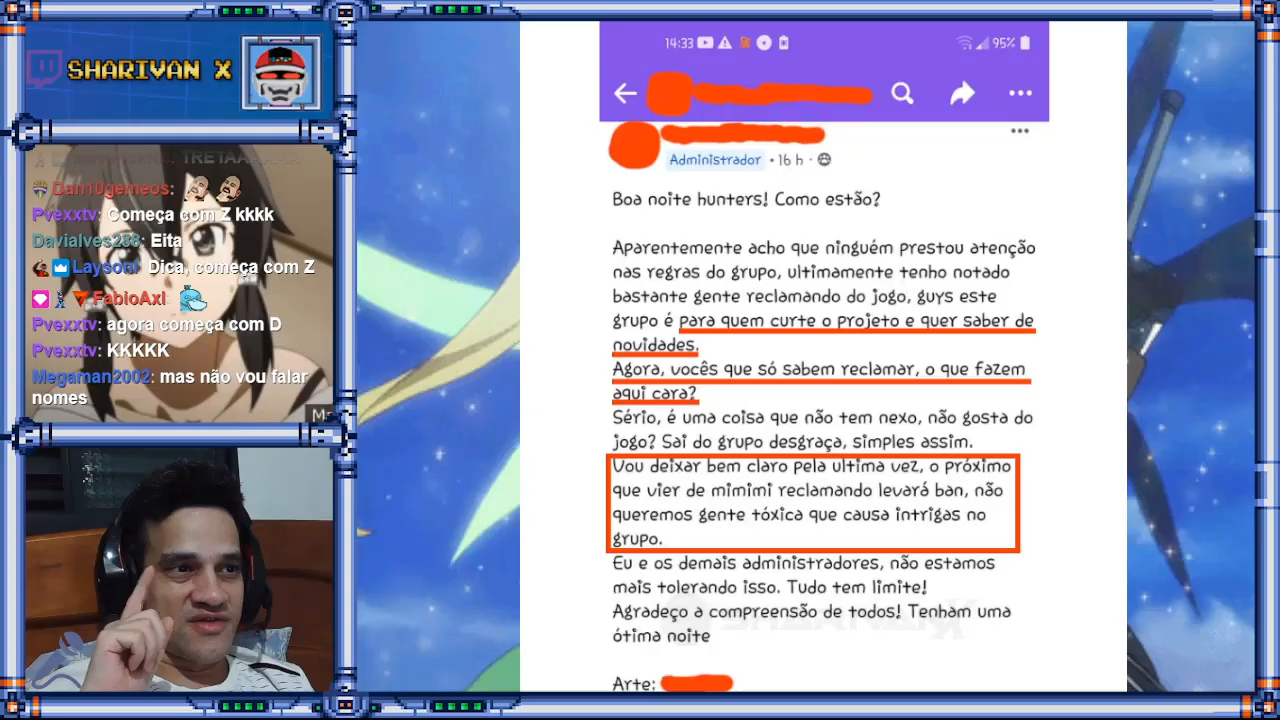 SHARIVAN X
TRETAAAAAAA
Dan10gemeos:
Pvexxtv: Começa com Z kkkk
Davialves238: Eita
Laysonl: Dica, começa com Z
FabioAxl
Pvexxtv: agora começa com D
Pvexxtv: KKKKK
Megaman2002: mas não vou falar
nomes
14:33
95%
Administrador • 16 h ·
Boa noite hunters! Como estão?
Aparentemente acho que ninguém prestou atenção
nas regras do grupo, ultimamente tenho notado
bastante gente reclamando do jogo, guys este
grupo é para quem curte o projeto e quer saber de
novidades.
Agora, vocês que só sabem reclamar, o que fazem
aqui cara?
Sério, é uma coisa que não tem nexo, não gosta do
jogo? Sai do grupo desgraça, simples assim.
Vou deixar bem claro pela ultima vez, o próximo
que vier de mimimi reclamando levará ban, não
queremos gente tóxica que causa intrigas no
grupo.
Eu e os demais administradores, não estamos
mais tolerando isso. Tudo tem limite!
Agradeço a compreensão de todos! Tenham uma
ótima noite
Arte: